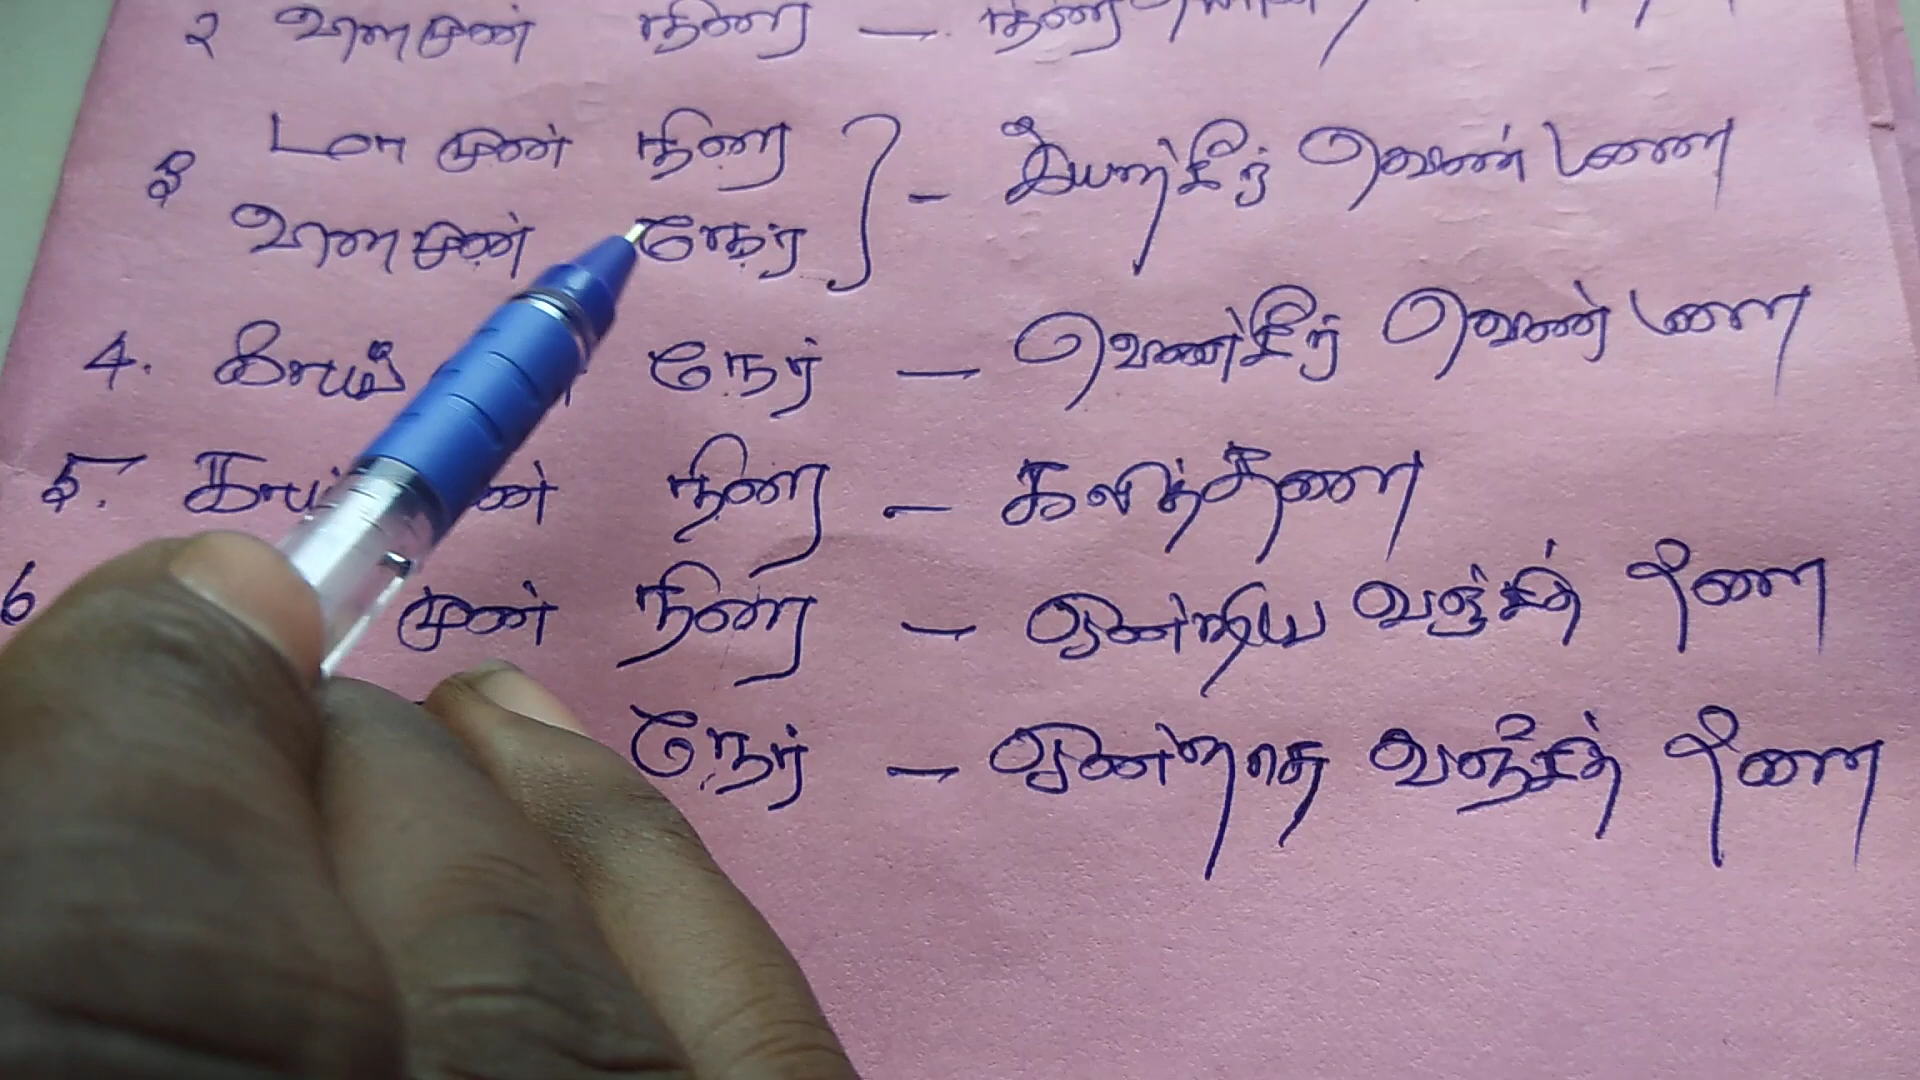 2 விளமுன் நிரை —
3 மா முன் நிரை } - இயற்சீர் வெண்டளை
விளமுன் நேர்
4. காய் நேர் — வெண்சீர் வெண்டளை
5. நிரை — கலித்தளை
6 முன் நிரை — ஒன்றிய வஞ்சித் தளை
நேர் — ஒன்றாத வஞ்சித் தளை